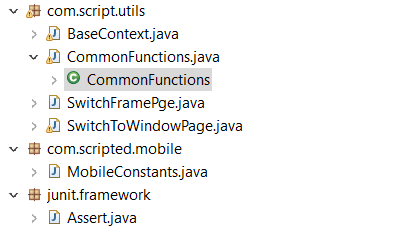 com.script.utils
BaseContext.java
CommonFunctions.java
CommonFunctions
SwitchFramePge.java
SwitchToWindowPage.java
com.scripted.mobile
MobileConstants.java
junit.framework
Assert.java